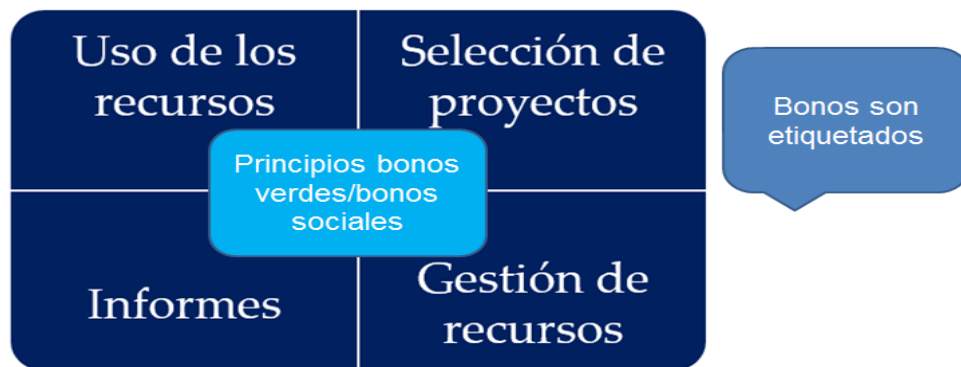 Uso de los
recursos
Selección de
proyectos
Bonos son
etiquetados
Principios bonos
verdes/bonos
sociales
Informes
Gestión de
recursos